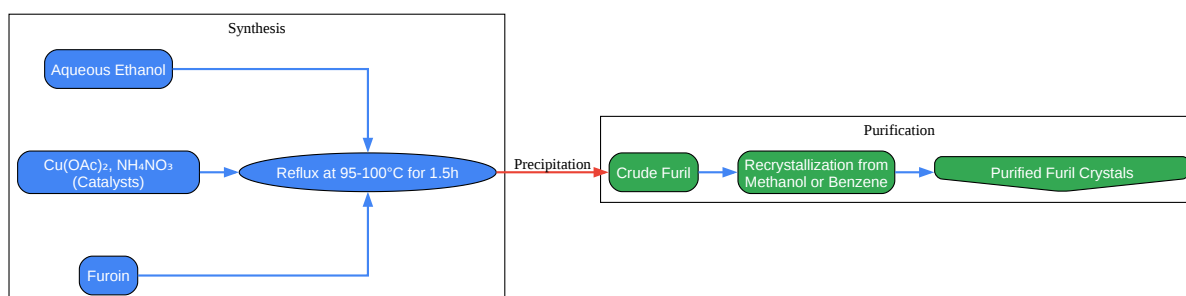 Synthesis
Aqueous Ethanol
Cu(OAc)₂, NH₄NO₃
(Catalysts)
Reflux at 95-100°C for 1.5h
Furoin
Precipitation
Purification
Crude Furil
Recrystallization from
Methanol or Benzene
Purified Furil Crystals